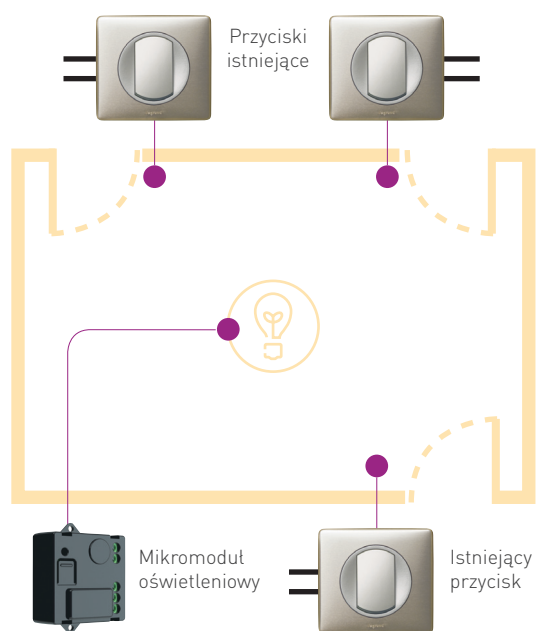 Przyciski
istniejące
Mikromoduł
oświetleniowy
Istniejący
przycisk